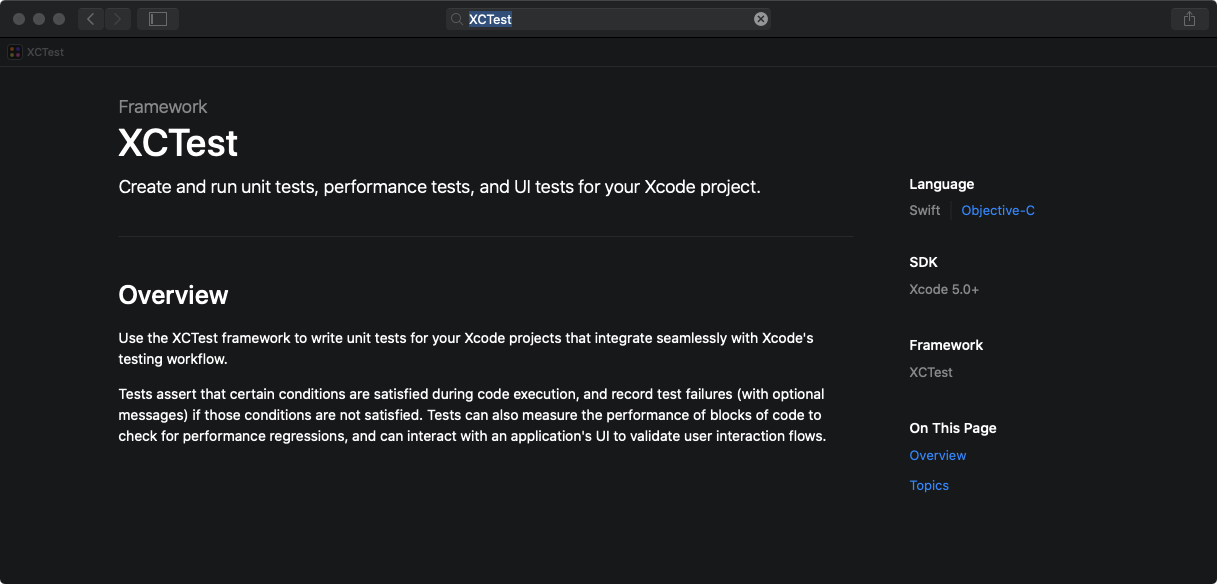 XCTest
XCTest
Framework
XCTest
Create and run unit tests, performance tests, and UI tests for your Xcode project.
Overview
Use the XCTest framework to write unit tests for your Xcode projects that integrate seamlessly with Xcode's
testing workflow.
Tests assert that certain conditions are satisfied during code execution, and record test failures (with optional
messages) if those conditions are not satisfied. Tests can also measure the performance of blocks of code to
check for performance regressions, and can interact with an application's UI to validate user interaction flows.
Language
Swift Objective-C
SDK
Xcode 5.0+
Framework
XCTest
On This Page
Overview
Topics